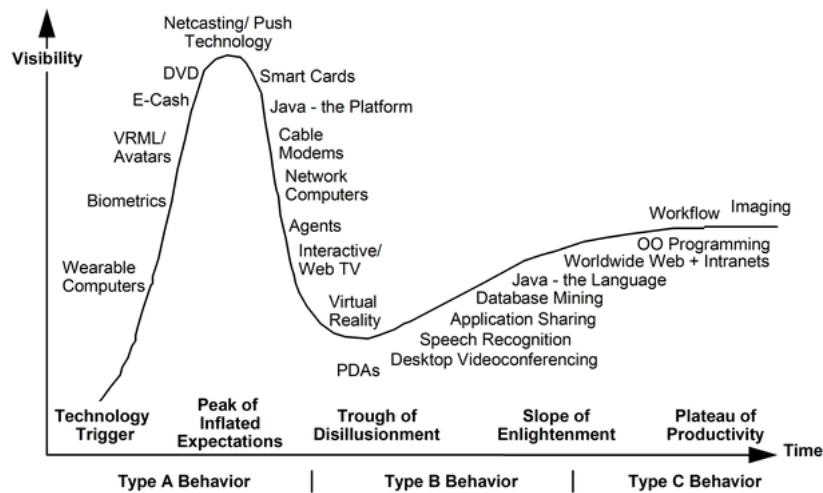 Netcasting/ Push
Technology
Visibility
DVD
Smart Cards
E-Cash
Java - the Platform
VRML/
Avatars
Cable
Modems
Network
Computers
Biometrics
Agents
Interactive/
Web TV
Wearable
Computers
Virtual
Reality
PDAs
Workflow
Imaging
OO Programming
Worldwide Web + Intranets
Java - the Language
Database Mining
Application Sharing
Speech Recognition
Desktop Videoconferencing
Technology
Trigger
Peak of
Inflated
Expectations
Trough of
Disillusionment
Slope of
Enlightenment
Plateau of
Productivity
Time
Type A Behavior
Type B Behavior
Type C Behavior